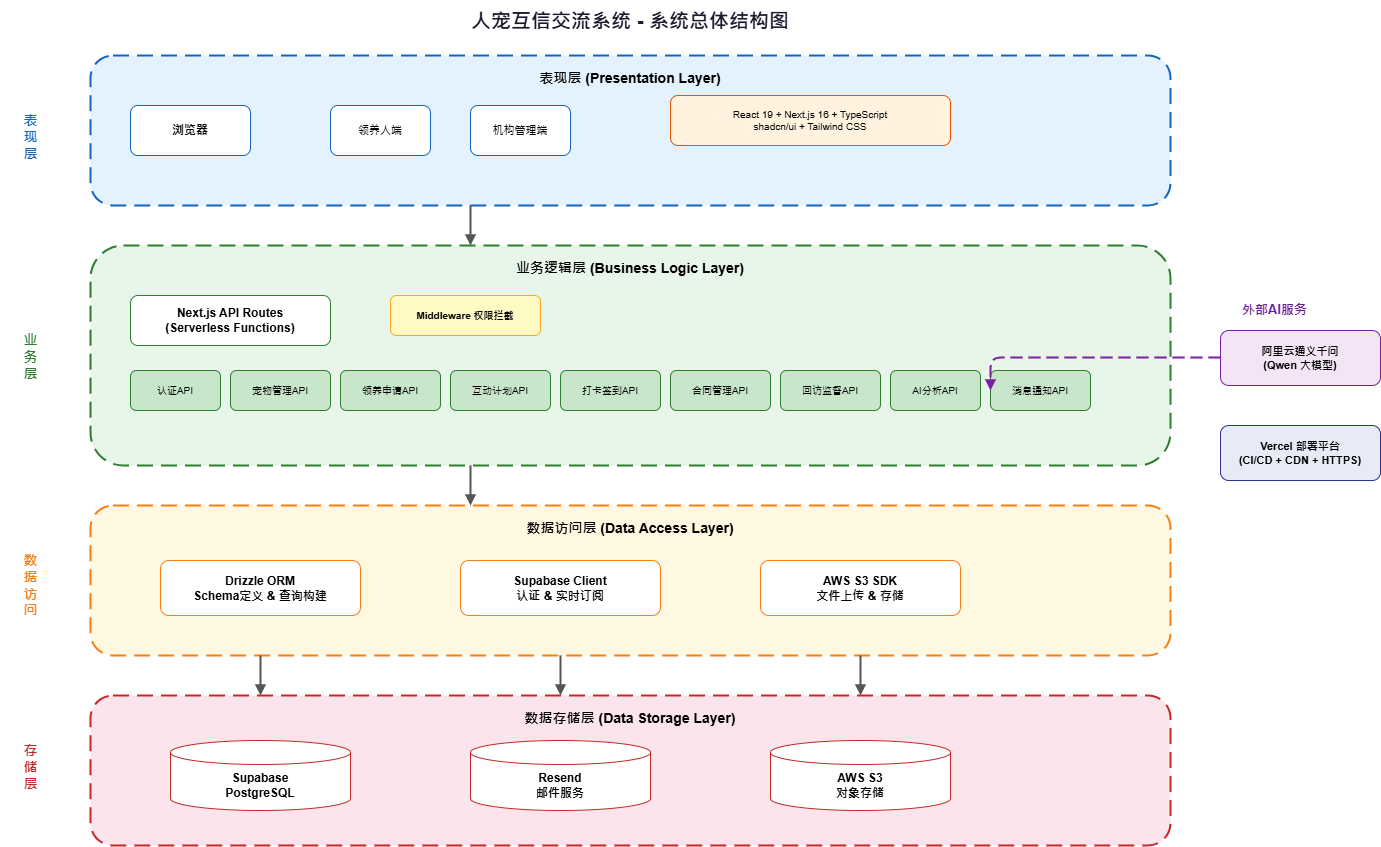 人宠互信交流系统 - 系统总体结构图
表现层 (Presentation Layer)
表
现
层
浏览器
领养人端
机构管理端
React 19 + Next.js 16 + TypeScript
shadcn/ui + Tailwind CSS
业务逻辑层 (Business Logic Layer)
业
务
层
Next.js API Routes
(Serverless Functions)
Middleware 权限拦截
认证API
宠物管理API
领养申请API
互动计划API
打卡签到API
合同管理API
回访监督API
AI分析API
消息通知API
外部AI服务
阿里云通义千问
(Qwen 大模型)
Vercel 部署平台
(CI/CD + CDN + HTTPS)
数据访问层 (Data Access Layer)
数
据
访
问
Drizzle ORM
Schema定义 & 查询构建
Supabase Client
认证 & 实时订阅
AWS S3 SDK
文件上传 & 存储
数据存储层 (Data Storage Layer)
存
储
层
Supabase
PostgreSQL
Resend
邮件服务
AWS S3
对象存储